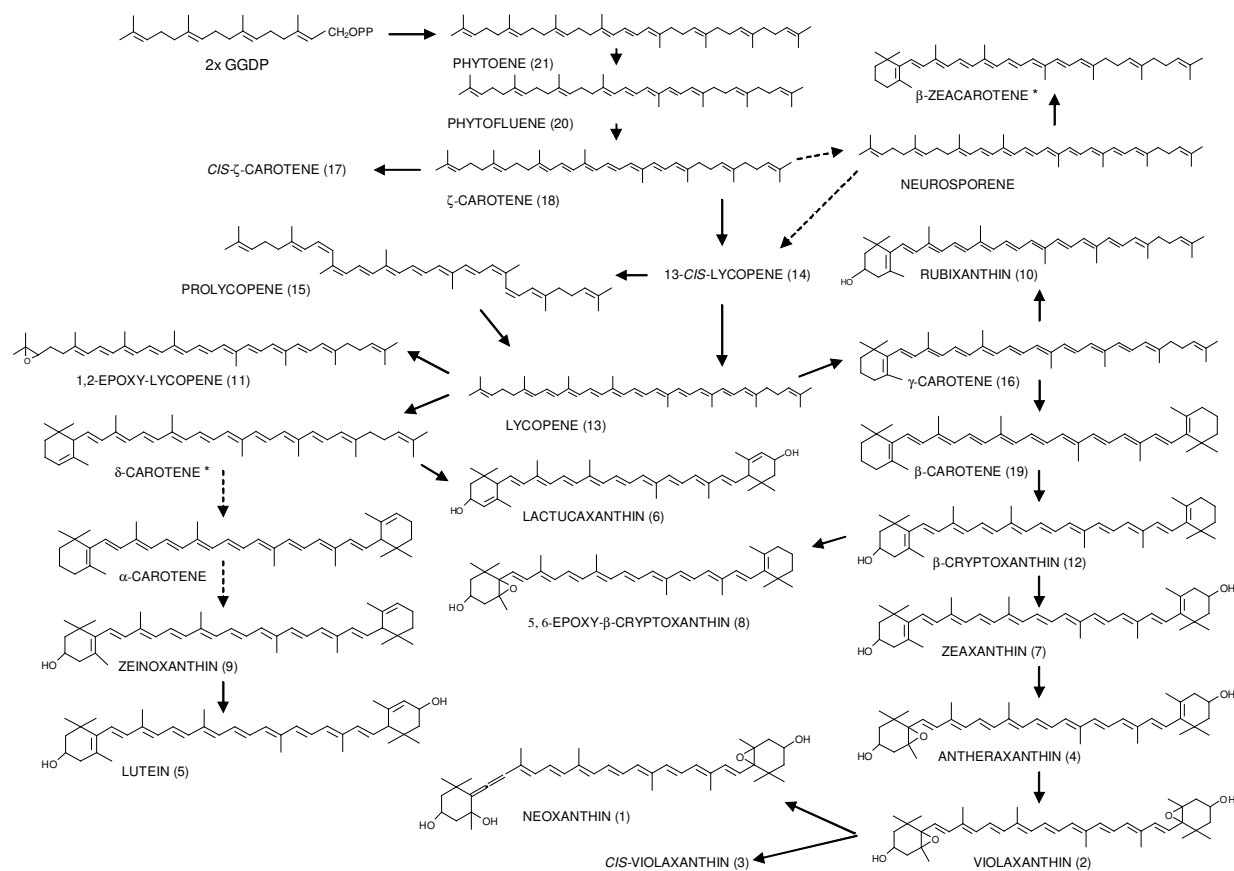 CH2OPP
2x GGDP
PHYTOENE (21)
β-ZEACAROTENE *
PHYTOFLUENE (20)
CIS-ζ-CAROTENE (17)
ζ-CAROTENE (18)
NEUROSPORENE
PROLYCOPENE (15)
13-CIS-LYCOPENE (14)
HO
RUBIXANTHIN (10)
O
1,2-EPOXY-LYCOPENE (11)
LYCOPENE (13)
γ-CAROTENE (16)
δ-CAROTENE *
OH
HO
LACTUCAXANTHIN (6)
β-CAROTENE (19)
α-CAROTENE
O
HO
5, 6-EPOXY-β-CRYPTOXANTHIN (8)
HO
β-CRYPTOXANTHIN (12)
HO
ZEINOXANTHIN (9)
OH
HO
ZEAXANTHIN (7)
OH
HO
LUTEIN (5)
OH
O
HO
ANTHERAXANTHIN (4)
OH
O
HO
OH
NEOXANTHIN (1)
OH
O
O
HO
VIOLAXANTHIN (2)
CIS-VIOLAXANTHIN (3)